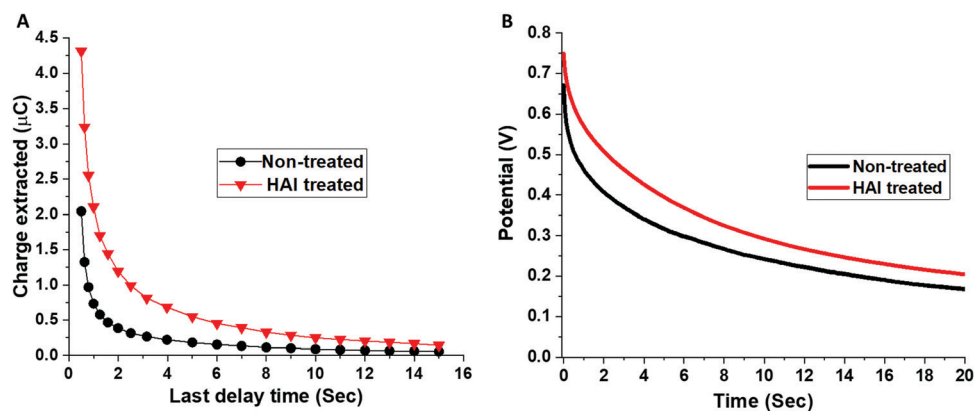 A
4.5
4.0
3.5
3.0
2.5
2.0
1.5
1.0
0.5
0.0
Charge extracted (μC)
Non-treated
HAI treated
0 2 4 6 8 10 12 14 16
Last delay time (Sec)
B
0.8
0.7
0.6
0.5
0.4
0.3
0.2
0.1
0.0
Potential (V)
Non-treated
HAI treated
0 2 4 6 8 10 12 14 16 18 20
Time (Sec)